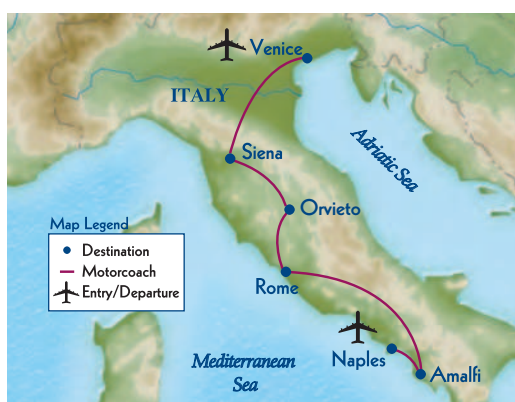 Venice
ITALY
Adriatic Sea
Siena
Orvieto
Map Legend
Destination
Motorcoach
Entry/Departure
Rome
Mediterranean
Sea
Naples
Amalfi